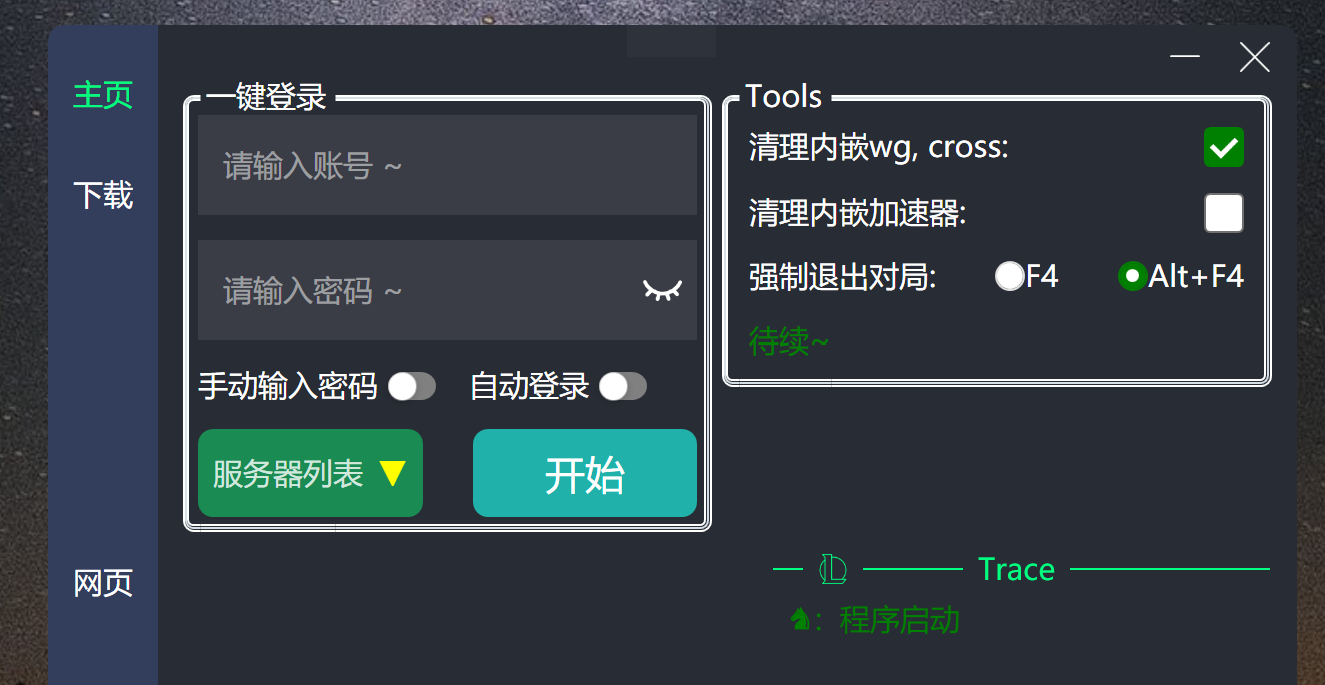 主页
下载
网页
一键登录
请输入账号 ~
请输入密码 ~
手动输入密码 自动登录
服务器列表 ▼
开始
Tools
清理内嵌wg, cross:
清理内嵌加速器:
强制退出对局: F4 Alt+F4
待续~
Trace
♞: 程序启动